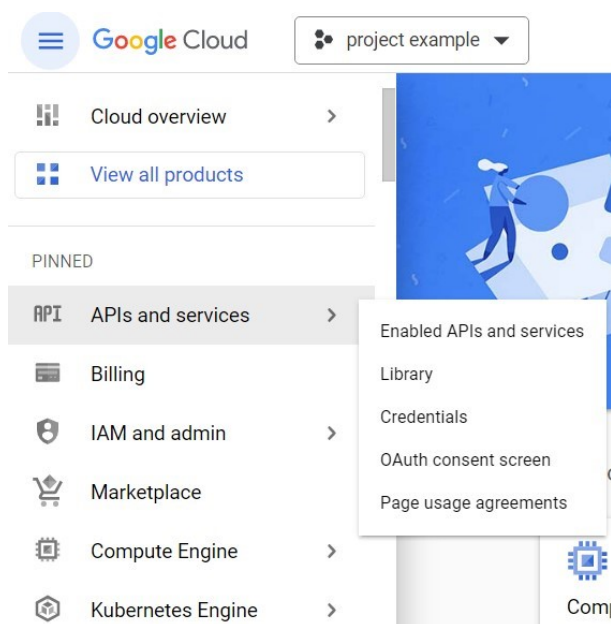 Google Cloud
project example
Cloud overview
View all products
PINNED
API APIs and services
Enabled APIs and services
Library
Credentials
OAuth consent screen
Page usage agreements
Billing
IAM and admin
Marketplace
Compute Engine
Kubernetes Engine
Comp